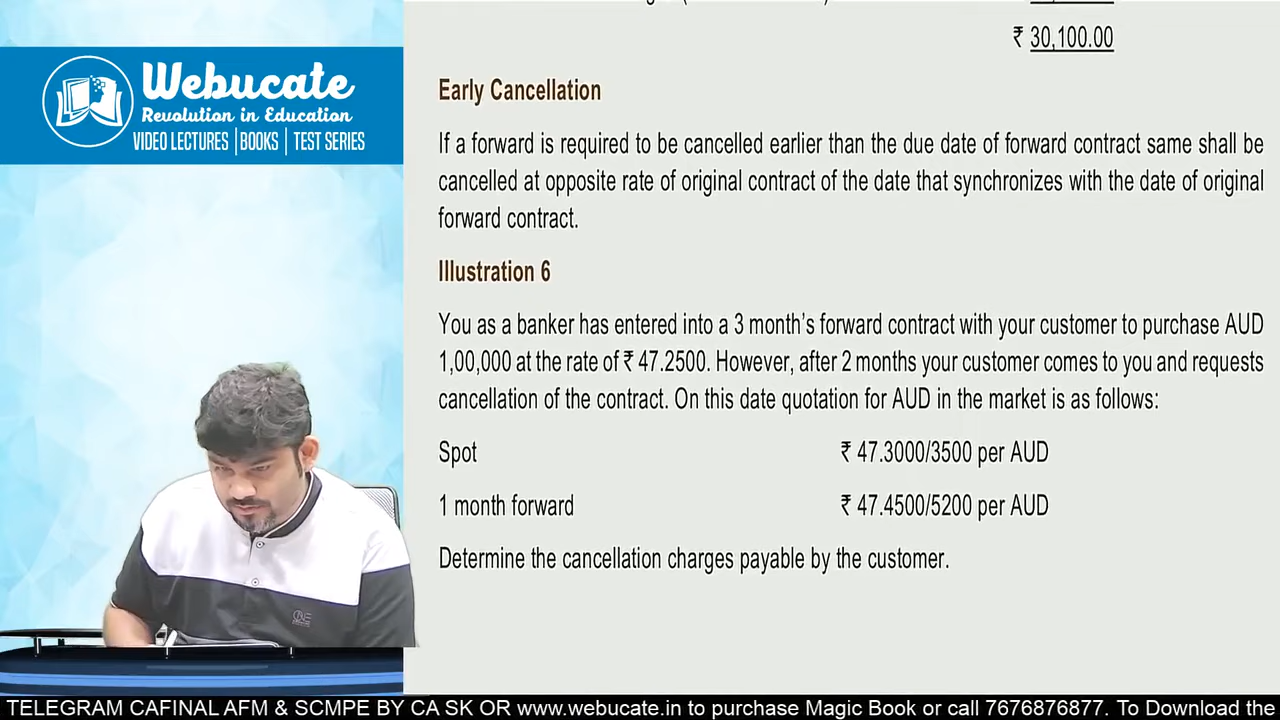 ₹ 30,100.00
Webucate
Revolution in Education
VIDEO LECTURES | BOOKS | TEST SERIES
Early Cancellation
If a forward is required to be cancelled earlier than the due date of forward contract same shall be
cancelled at opposite rate of original contract of the date that synchronizes with the date of original
forward contract.
Illustration 6
You as a banker has entered into a 3 month's forward contract with your customer to purchase AUD
1,00,000 at the rate of ₹ 47.2500. However, after 2 months your customer comes to you and requests
cancellation of the contract. On this date quotation for AUD in the market is as follows:
Spot ₹ 47.3000/3500 per AUD
1 month forward ₹ 47.4500/5200 per AUD
Determine the cancellation charges payable by the customer.
TELEGRAM CAFINAL AFM & SCMPE BY CA SK OR www.webucate.in to purchase Magic Book or call 7676876877. To Download the